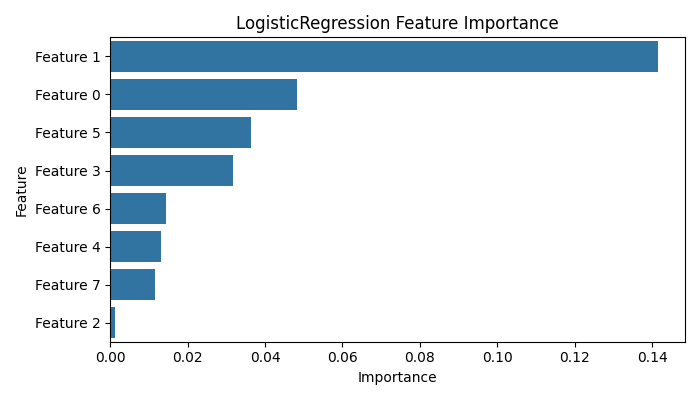 LogisticRegression Feature Importance
Feature 1
Feature 0
Feature 5
Feature 3
Feature 6
Feature 4
Feature 7
Feature 2
Feature
0.00 0.02 0.04 0.06 0.08 0.10 0.12 0.14
Importance